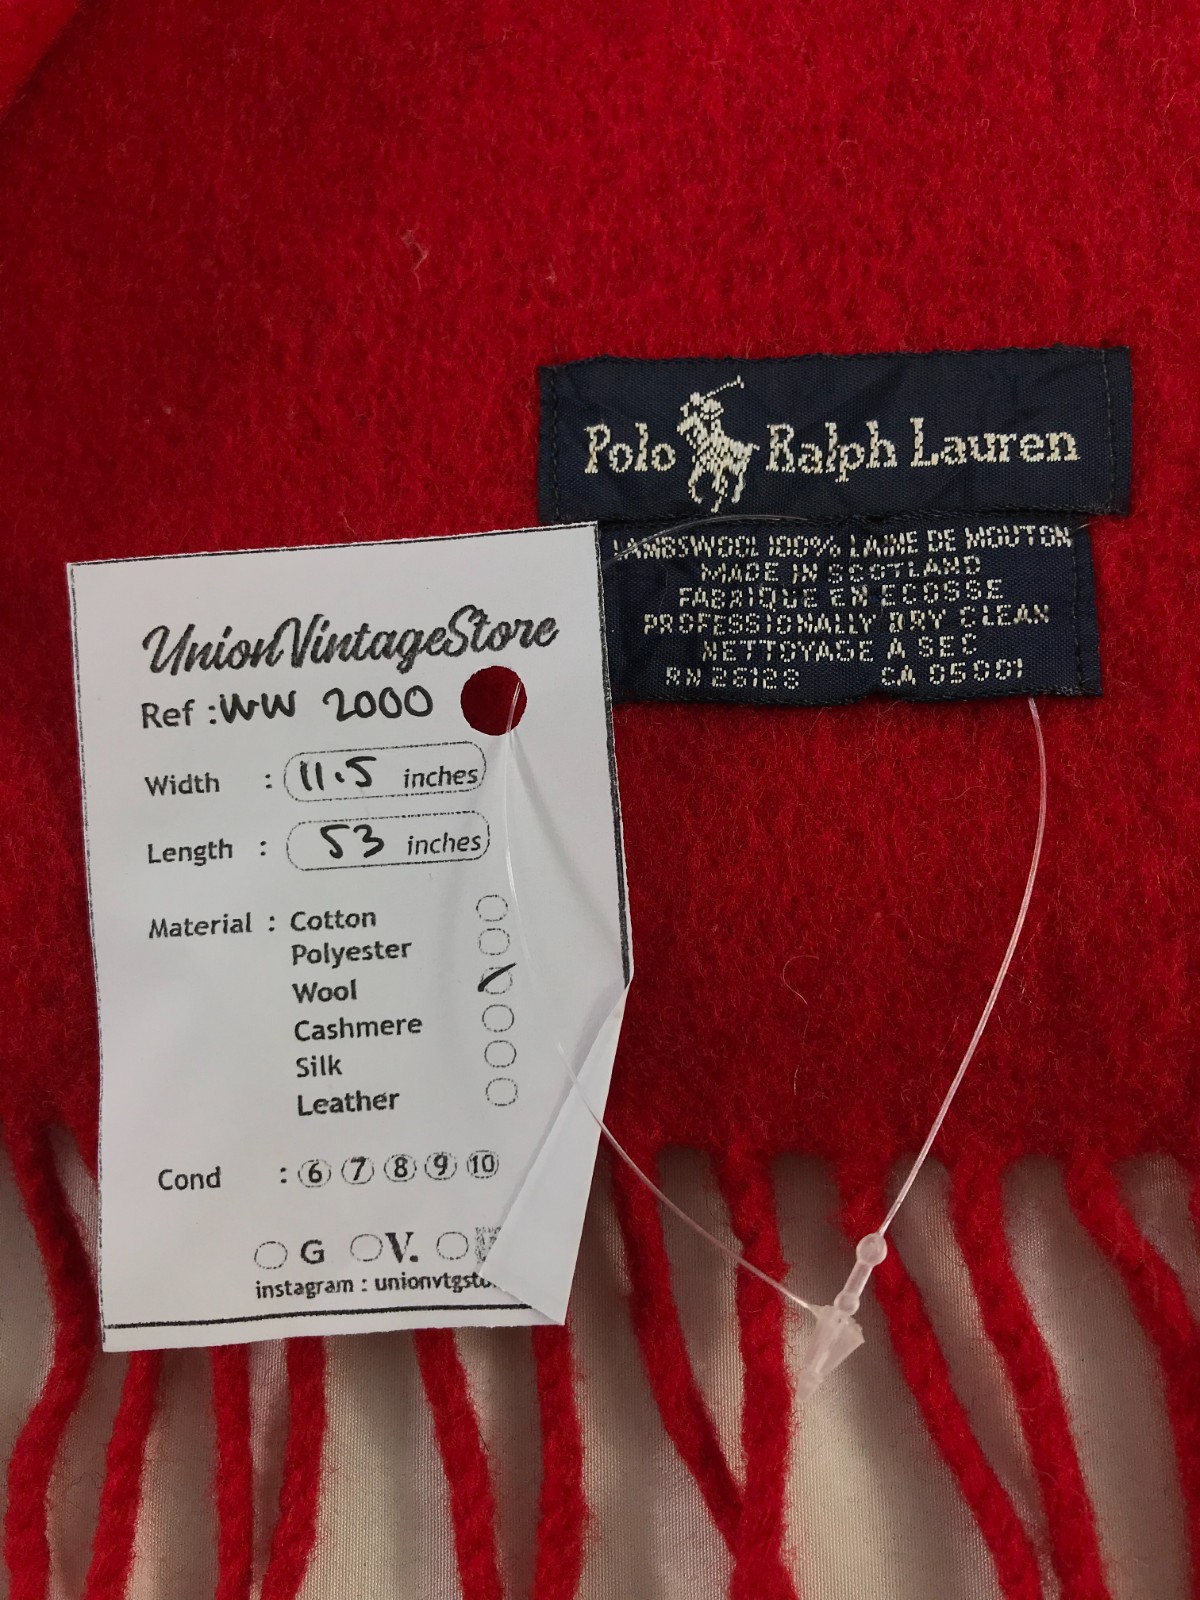 Polo Ralph Lauren
LAMBSWOOL 100% LAINE DE MOUTON
MADE IN SCOTLAND
FABRIQUE EN ECOSSE
PROFESSIONALLY DRY CLEAN
NETTOYAGE A SEC
RN 26128 CA 05001
UnionVintageStore
Ref : WW 2000
Width : 11.5 inches
Length : 53 inches
Material : Cotton
Polyester
Wool
Cashmere
Silk
Leather
Cond : 6 7 8 9 10
G V.
instagram : unionvtgsto